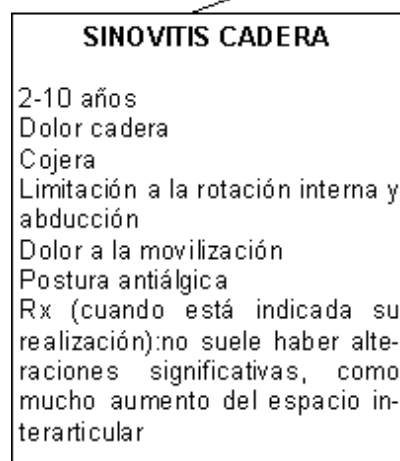 SINOVITIS CADERA
2-10 años
Dolor cadera
Cojera
Limitación a la rotación interna y
abducción
Dolor a la movilización
Postura antiálgica
Rx (cuando está indicada su
realización):no suele haber alte-
raciones significativas, como
mucho aumento del espacio in-
terarticular